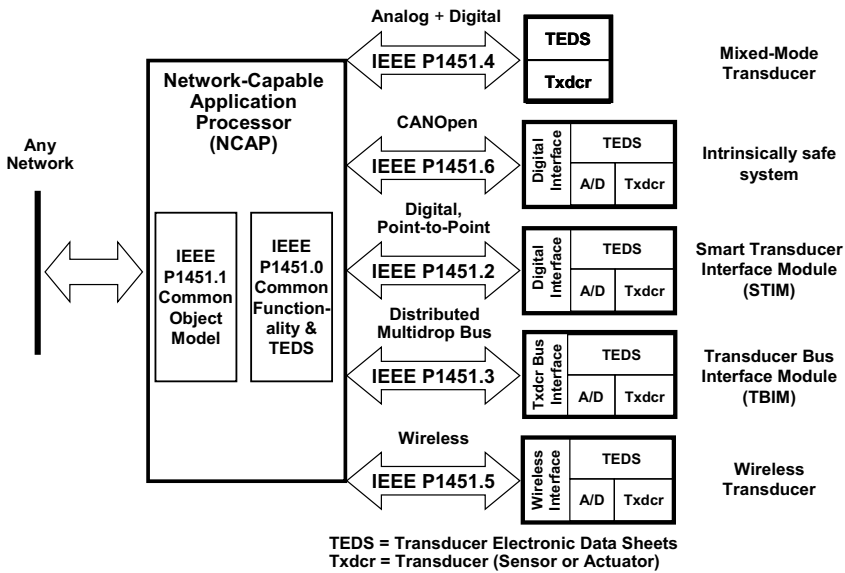 Any
Network
Network-Capable
Application
Processor
(NCAP)
IEEE
P1451.1
Common
Object
Model
IEEE
P1451.0
Common
Function-
ality &
TEDS
Analog + Digital
IEEE P1451.4
TEDS
Txdcr
Mixed-Mode
Transducer
CANOpen
IEEE P1451.6
Digital
Interface
TEDS
A/D
Txdcr
Intrinsically safe
system
Digital,
Point-to-Point
IEEE P1451.2
Digital
Interface
TEDS
A/D
Txdcr
Smart Transducer
Interface Module
(STIM)
Distributed
Multidrop Bus
IEEE P1451.3
Txdcr Bus
Interface
TEDS
A/D
Txdcr
Transducer Bus
Interface Module
(TBIM)
Wireless
IEEE P1451.5
Wireless
Interface
TEDS
A/D
Txdcr
Wireless
Transducer
TEDS = Transducer Electronic Data Sheets
Txdcr = Transducer (Sensor or Actuator)